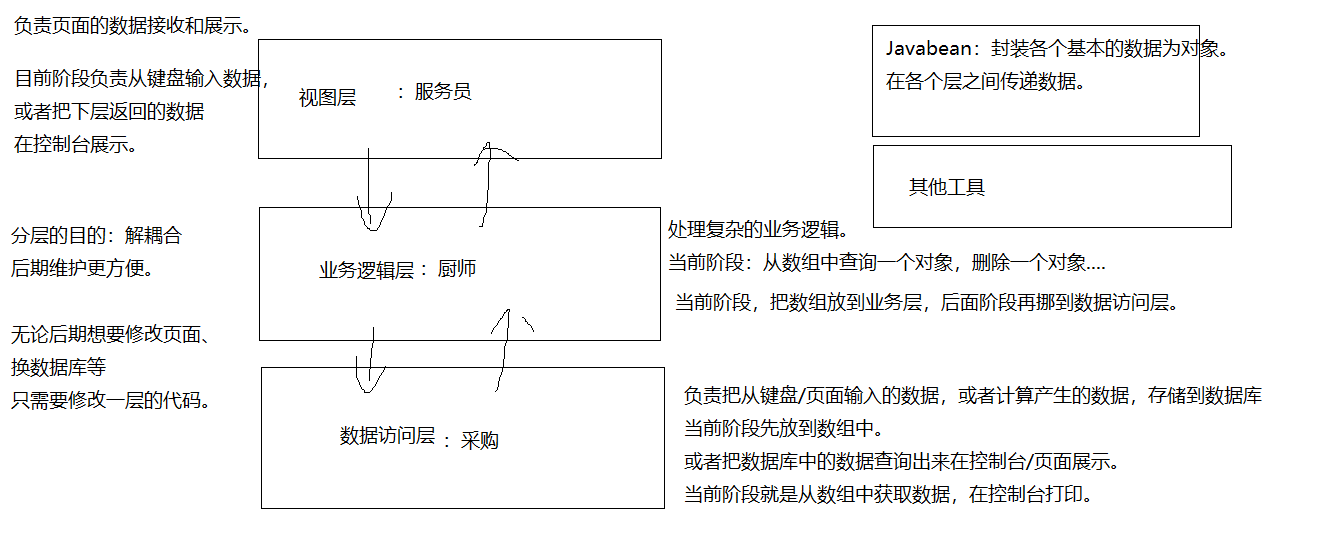 负责页面的数据接收和展示。
目前阶段负责从键盘输入数据，
或者把下层返回的数据
在控制台展示。
视图层 ：服务员
Javabean：封装各个基本的数据为对象。
在各个层之间传递数据。
其他工具
分层的目的：解耦合
后期维护更方便。
业务逻辑层：厨师
处理复杂的业务逻辑。
当前阶段：从数组中查询一个对象，删除一个对象....
当前阶段，把数组放到业务层，后面阶段再挪到数据访问层。
无论后期想要修改页面、
换数据库等
只需要修改一层的代码。
数据访问层：采购
负责把从键盘/页面输入的数据，或者计算产生的数据，存储到数据库
当前阶段先放到数组中。
或者把数据库中的数据查询出来在控制台/页面展示。
当前阶段就是从数组中获取数据，在控制台打印。